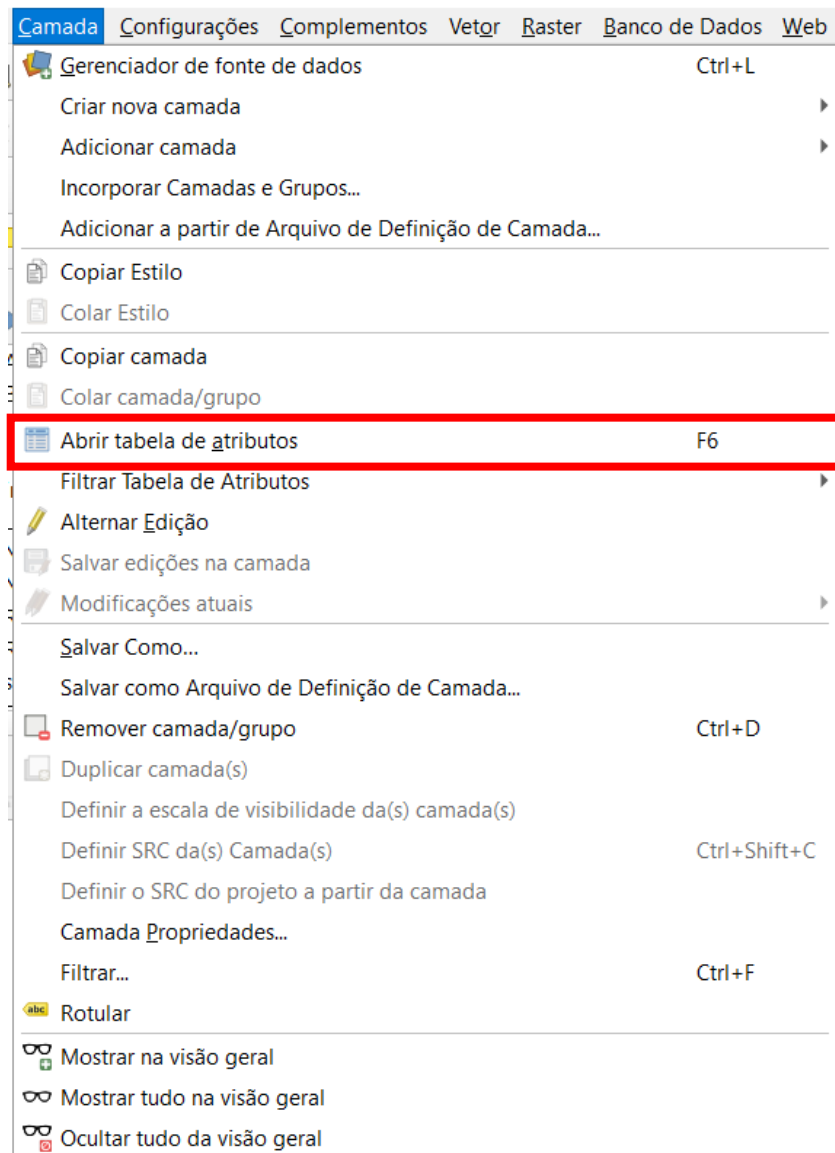 Camada Configurações Complementos Vetor Raster Banco de Dados Web
Gerenciador de fonte de dados Ctrl+L
Criar nova camada
Adicionar camada
Incorporar Camadas e Grupos...
Adicionar a partir de Arquivo de Definição de Camada...
Copiar Estilo
Colar Estilo
Copiar camada
Colar camada/grupo
Abrir tabela de atributos F6
Filtrar Tabela de Atributos
Alternar Edição
Salvar edições na camada
Modificações atuais
Salvar Como...
Salvar como Arquivo de Definição de Camada...
Remover camada/grupo Ctrl+D
Duplicar camada(s)
Definir a escala de visibilidade da(s) camada(s)
Definir SRC da(s) Camada(s) Ctrl+Shift+C
Definir o SRC do projeto a partir da camada
Camada Propriedades...
Filtrar... Ctrl+F
abc Rotular
Mostrar na visão geral
Mostrar tudo na visão geral
Ocultar tudo da visão geral